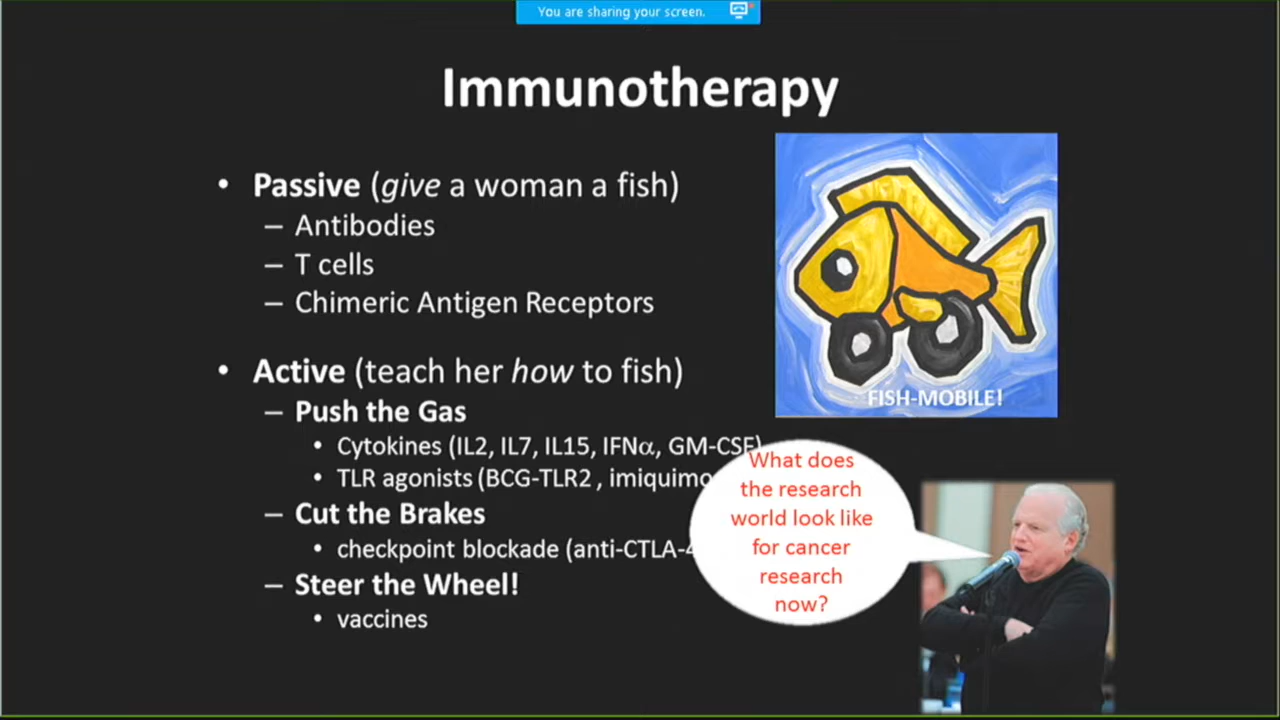 You are sharing your screen.
Immunotherapy
• Passive (give a woman a fish)
– Antibodies
– T cells
– Chimeric Antigen Receptors
• Active (teach her how to fish)
– Push the Gas
• Cytokines (IL2, IL7, IL15, IFNα, GM-CSF)
• TLR agonists (BCG-TLR2 , imiquimo
– Cut the Brakes
• checkpoint blockade (anti-CTLA-4
– Steer the Wheel!
• vaccines
FISH-MOBILE!
What does
the research
world look like
for cancer
research
now?